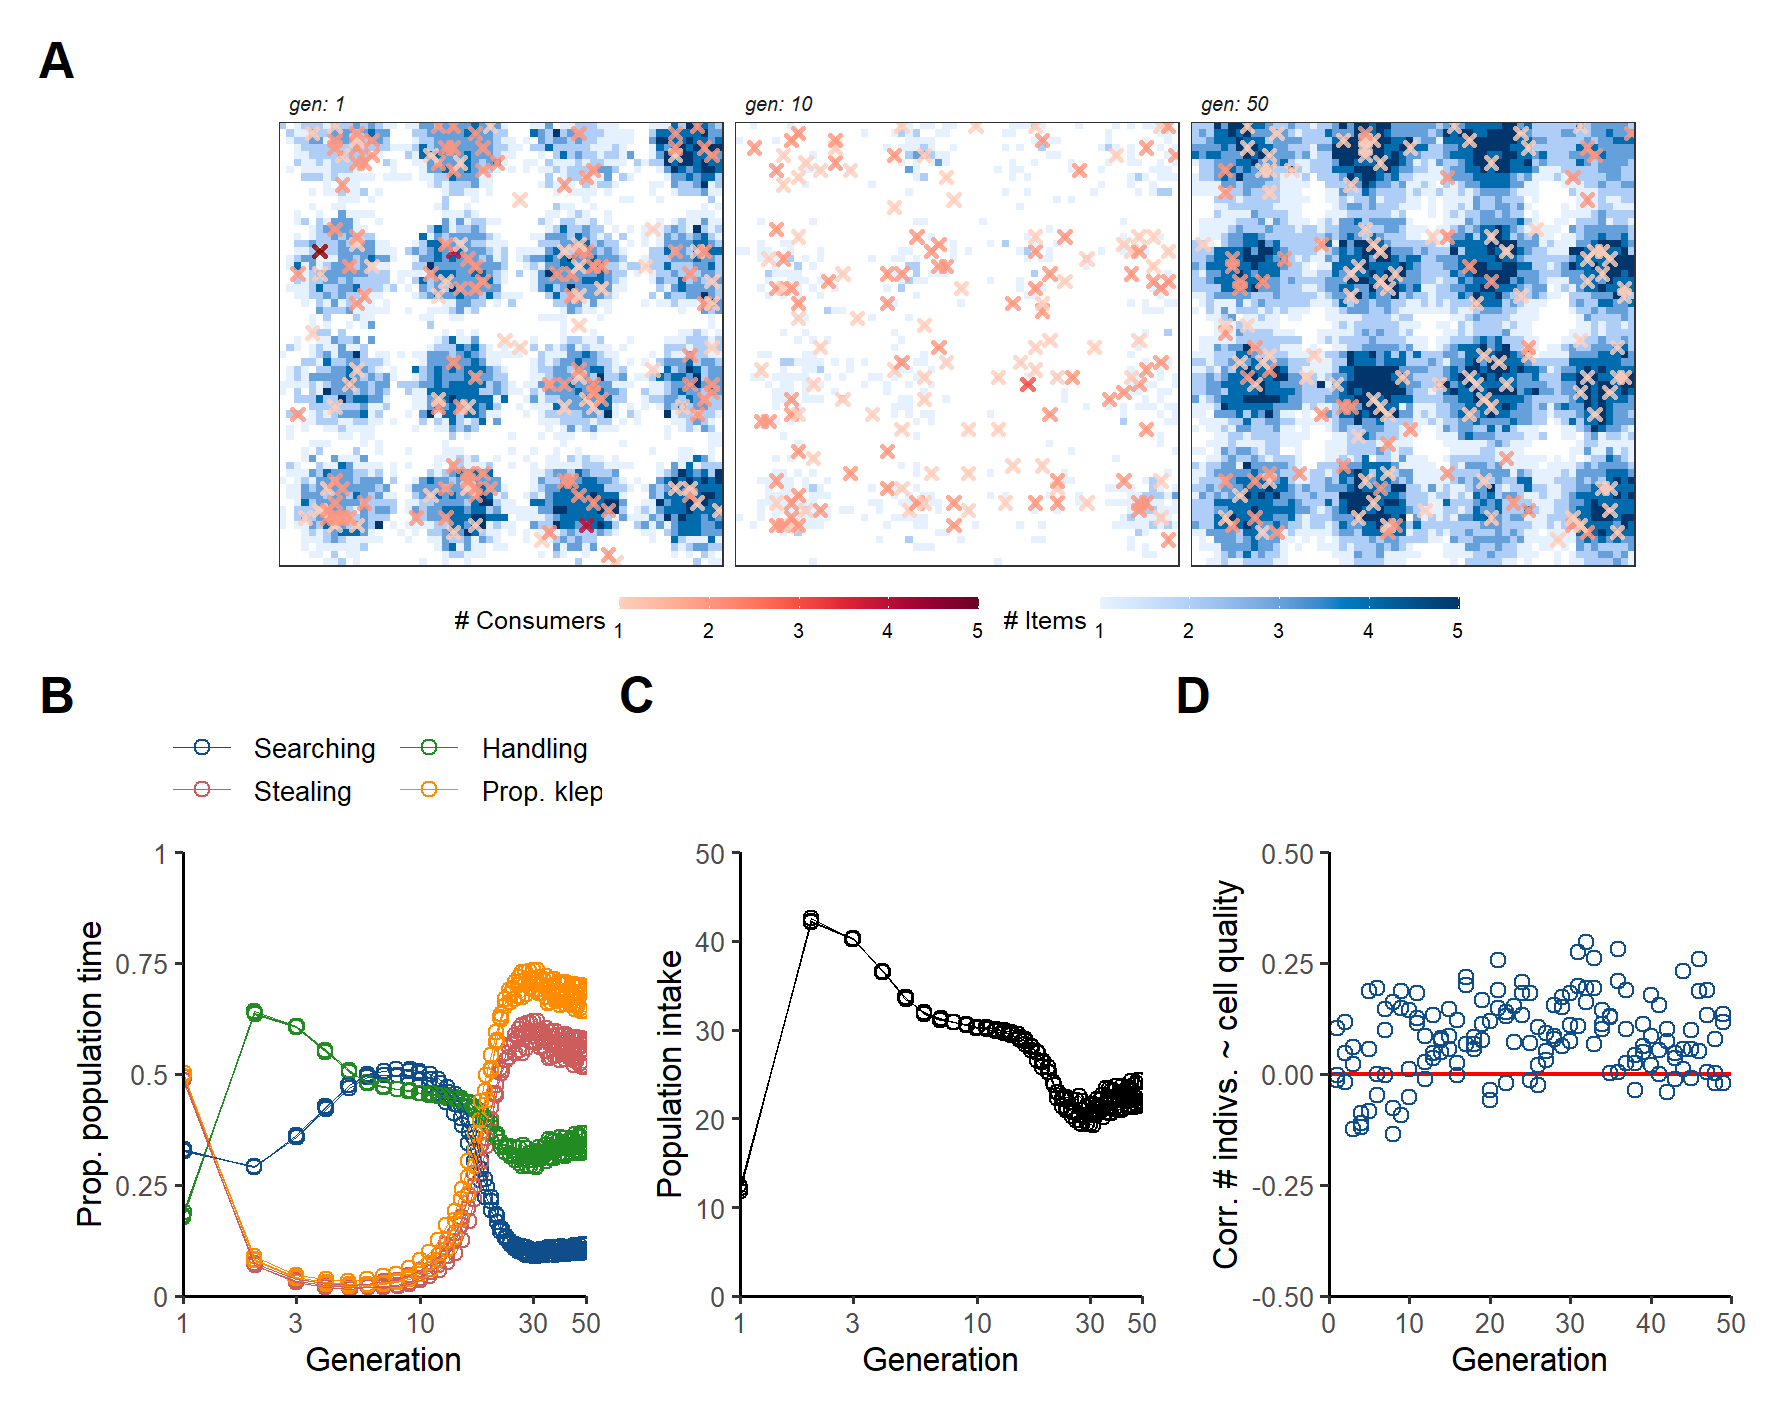 A
gen: 1
gen: 10
gen: 50
# Consumers
1 2 3 4 5
# Items
1 2 3 4 5
B
Searching
Handling
Stealing
Prop. klep
Prop. population time
1
0.75
0.5
0.25
0
1 3 10 30 50
Generation
C
Population intake
50
40
30
20
10
0
1 3 10 30 50
Generation
D
Corr. # indivs. ~ cell quality
0.50
0.25
0.00
-0.25
-0.50
0 10 20 30 40 50
Generation